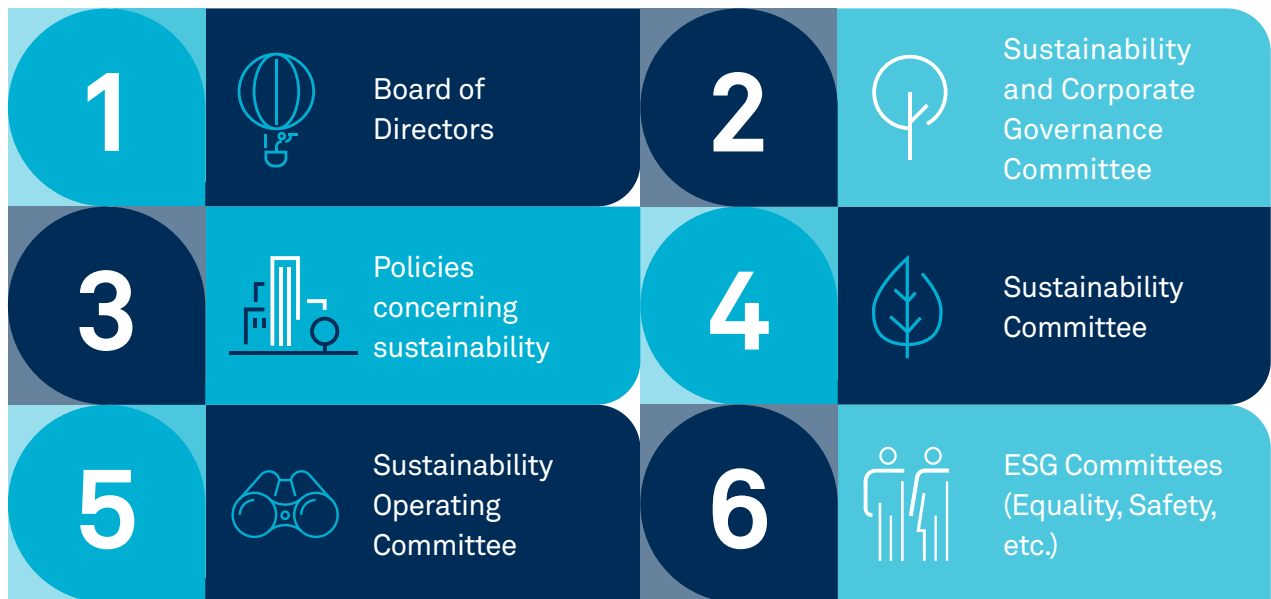 1
Board of
Directors
2
Sustainability
and Corporate
Governance
Committee
3
Policies
concerning
sustainability
4
Sustainability
Committee
5
Sustainability
Operating
Committee
6
ESG Committees
(Equality, Safety,
etc.)